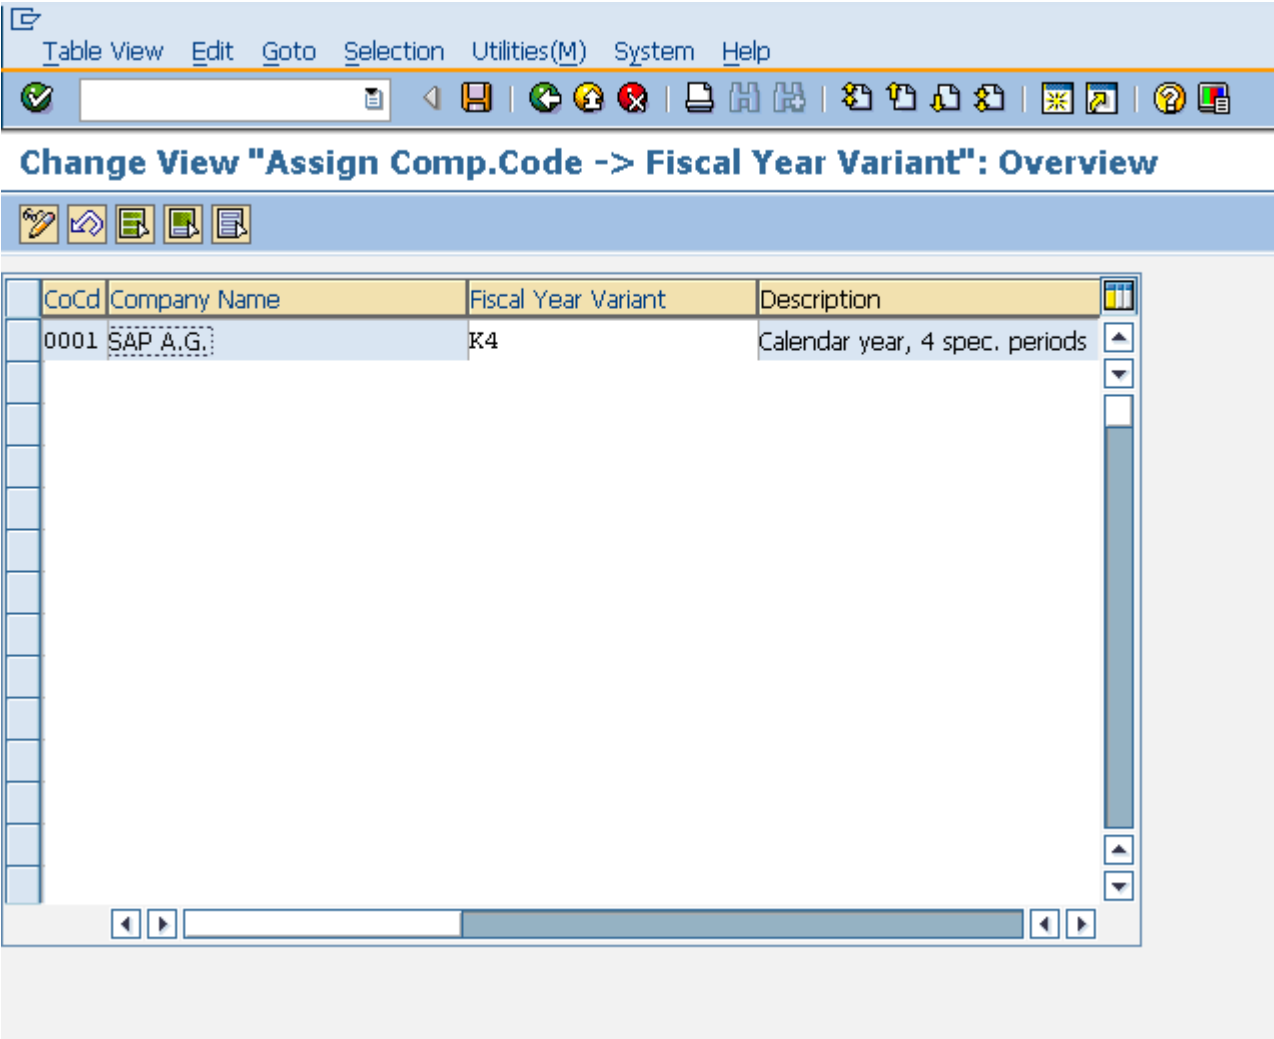 Table View Edit Goto Selection Utilities(M) System Help
Change View "Assign Comp.Code -> Fiscal Year Variant": Overview
CoCd Company Name Fiscal Year Variant Description
0001 SAP A.G. K4 Calendar year, 4 spec. periods